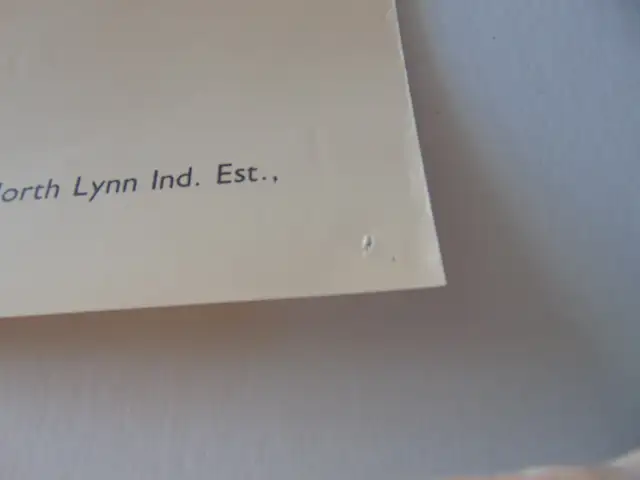 orth Lynn Ind. Est.,